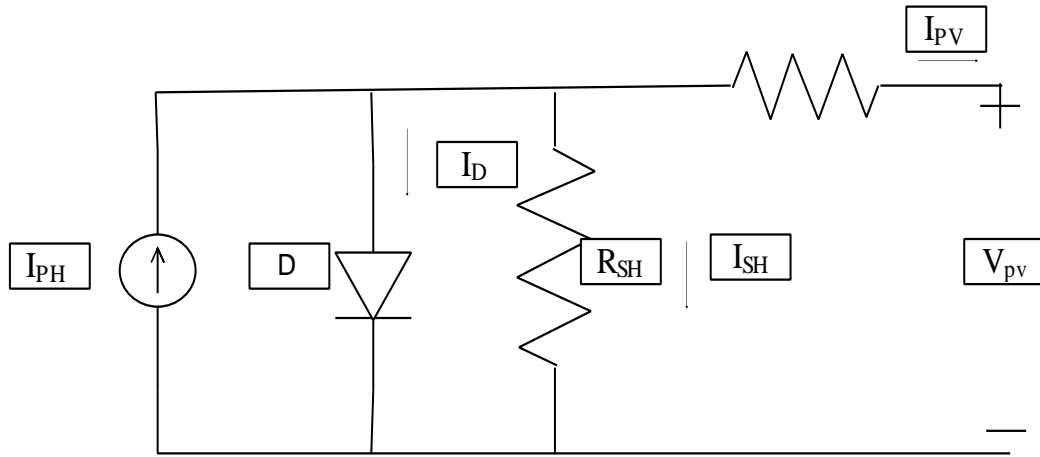 I_PV
I_D
I_PH
D
R_SH
I_SH
V_pv
+
—